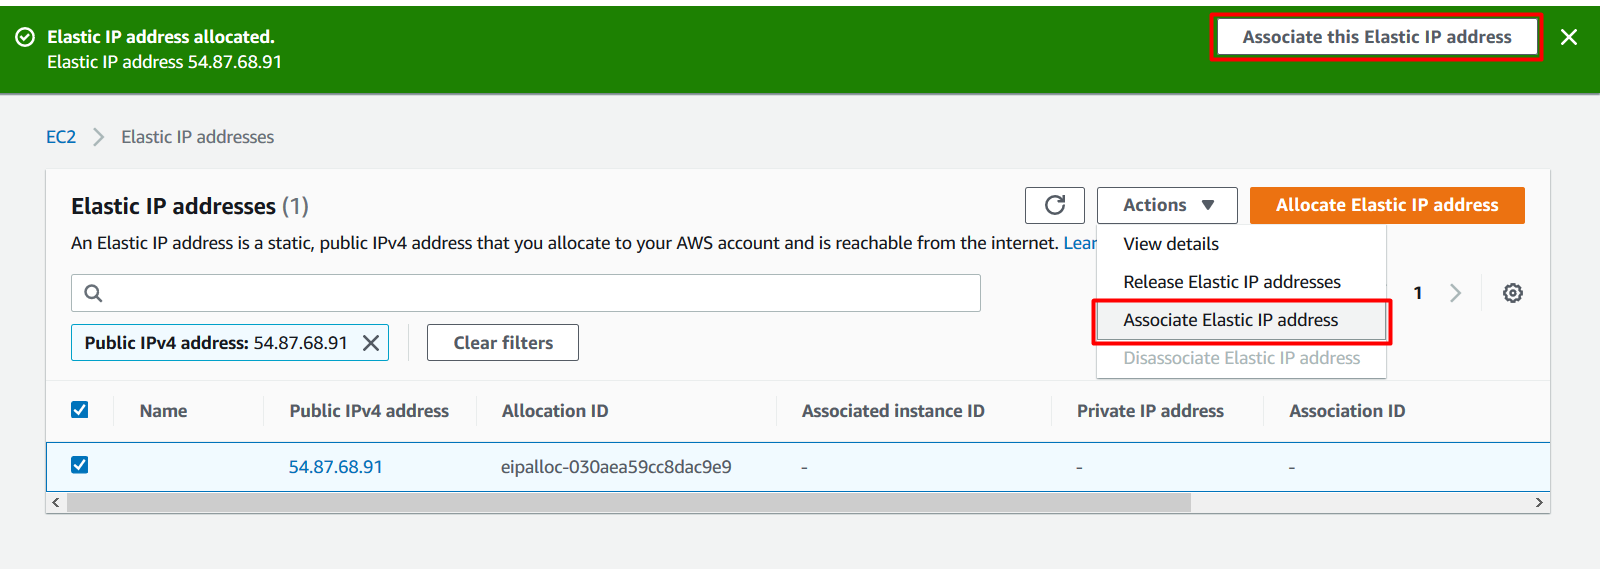 Elastic IP address allocated.
Elastic IP address 54.87.68.91
Associate this Elastic IP address
EC2
Elastic IP addresses
Elastic IP addresses (1)
Actions
Allocate Elastic IP address
An Elastic IP address is a static, public IPv4 address that you allocate to your AWS account and is reachable from the internet. Lear
View details
Release Elastic IP addresses
Associate Elastic IP address
Disassociate Elastic IP address
1
Public IPv4 address: 54.87.68.91
Clear filters
Name Public IPv4 address Allocation ID Associated instance ID Private IP address Association ID
54.87.68.91 eipalloc-030aea59cc8dac9e9 - - -